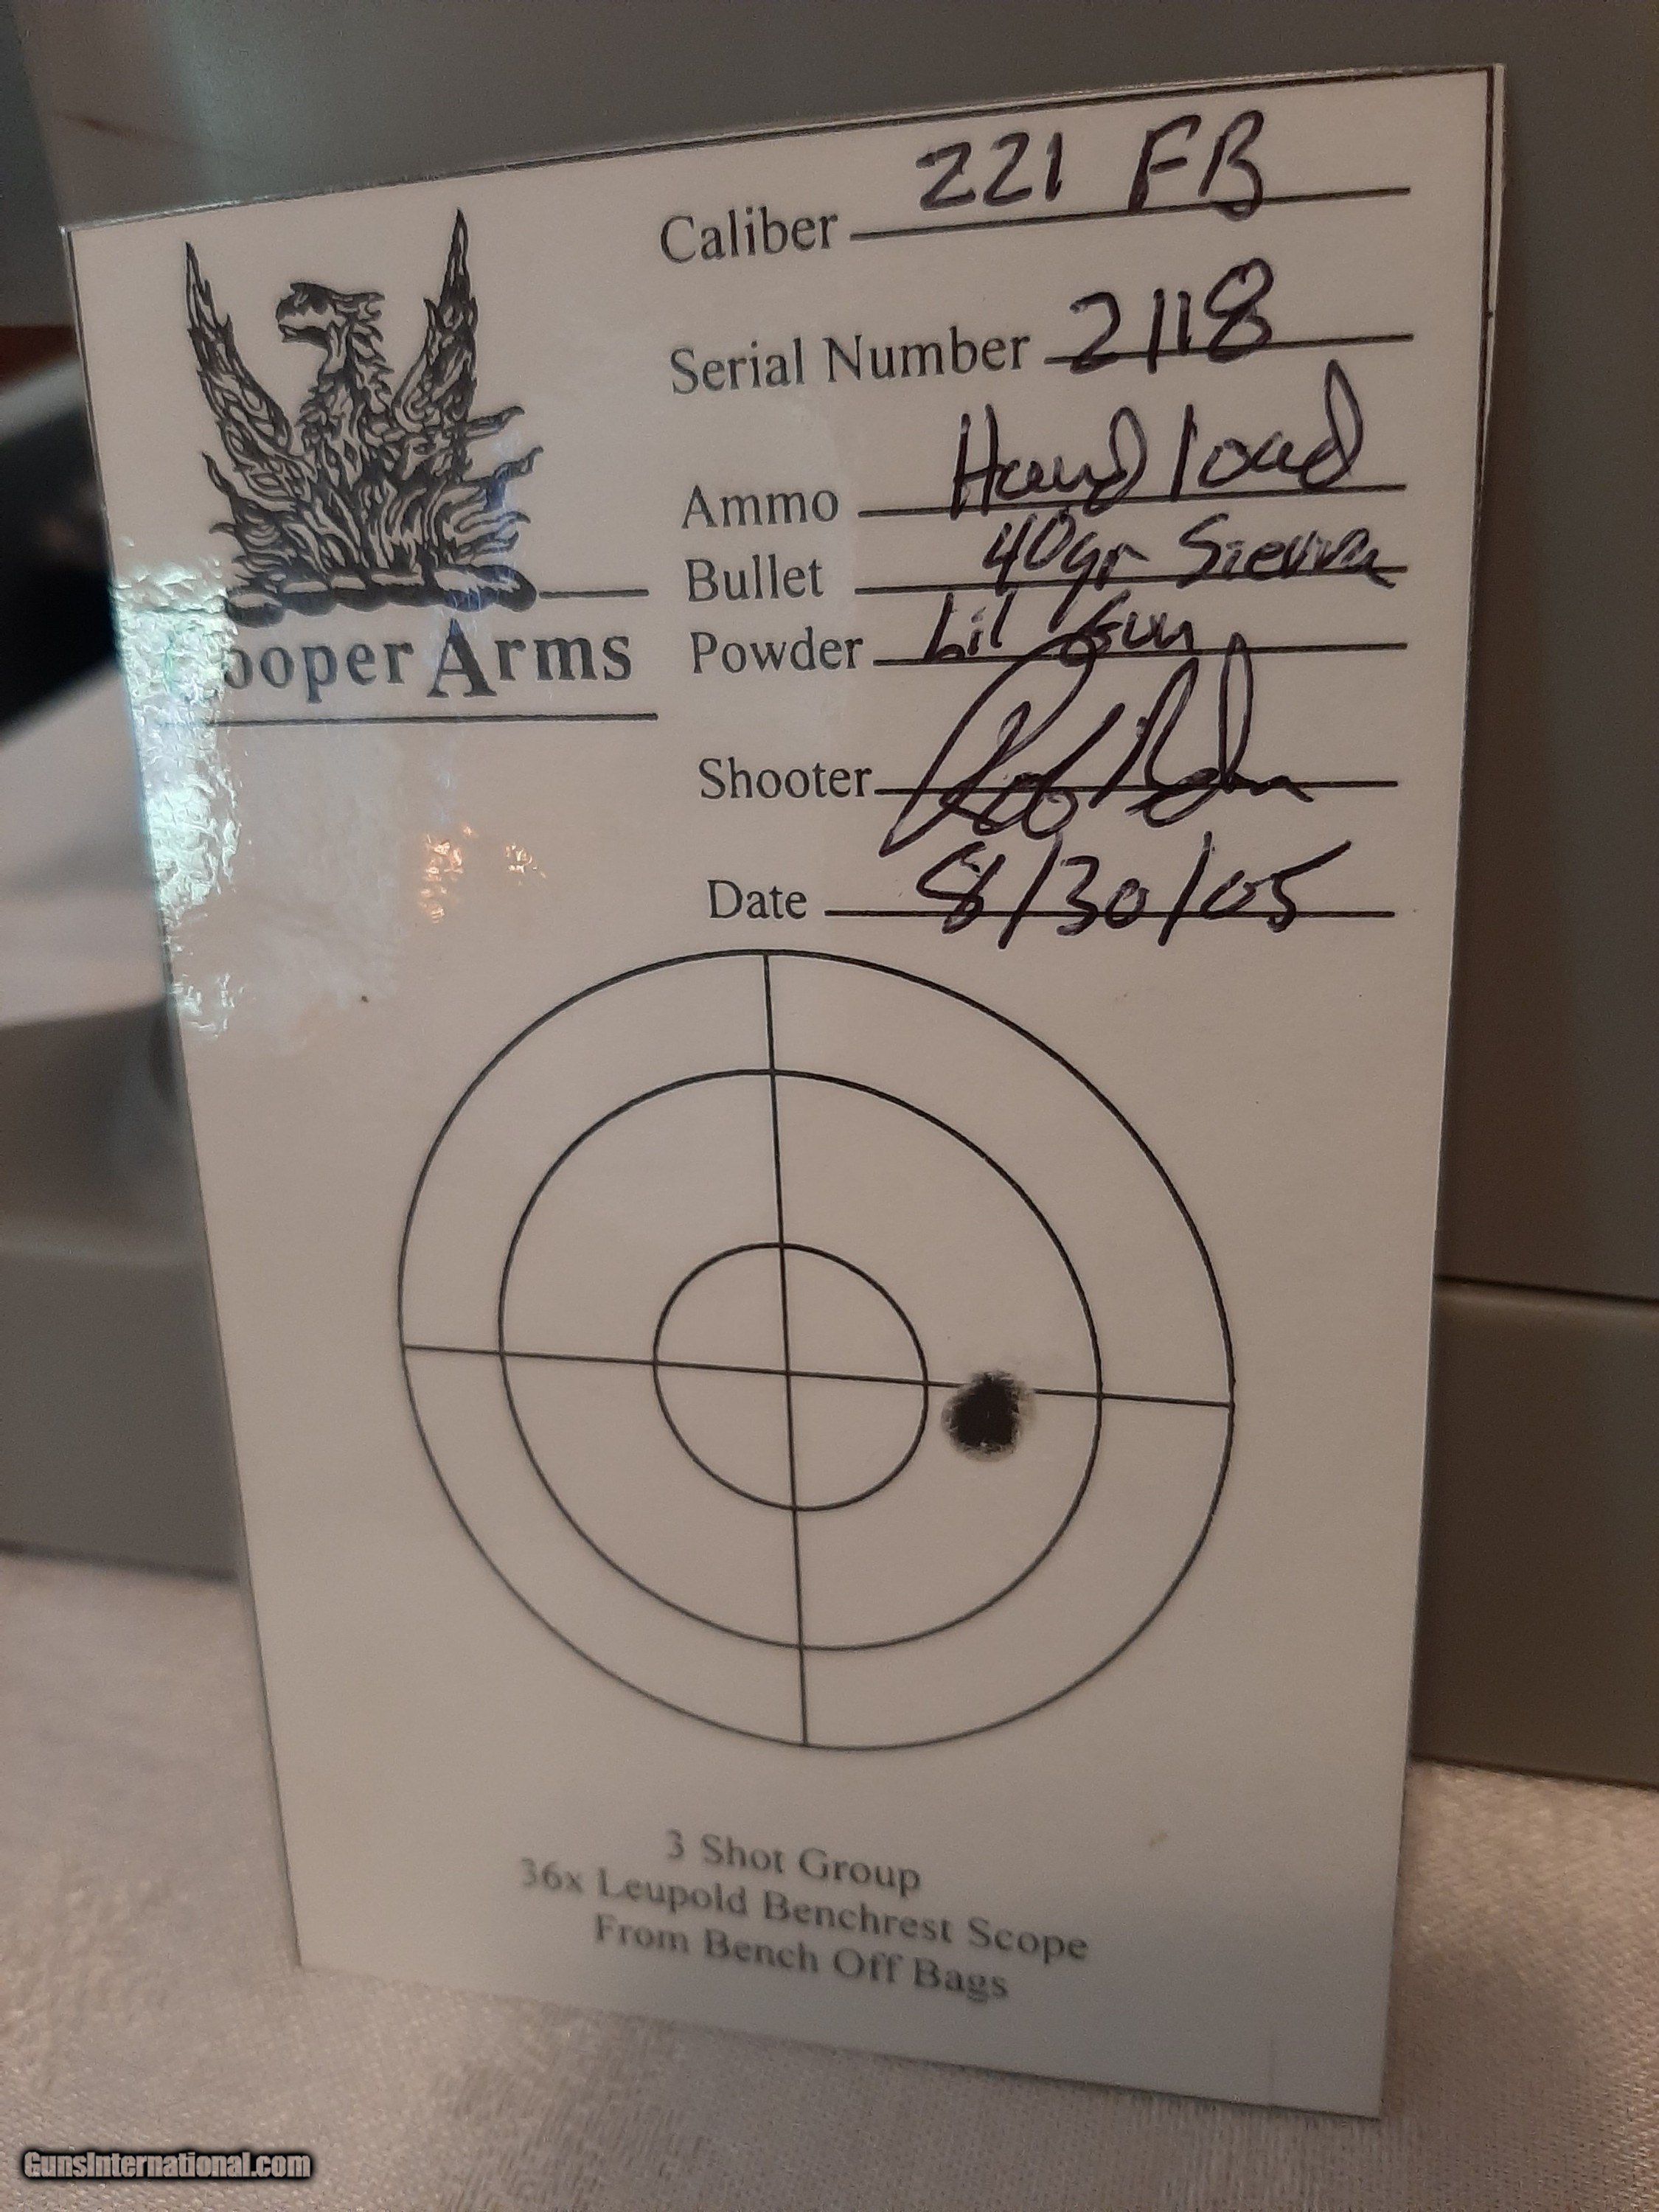 Caliber 221 FB
Serial Number 2118
Ammo Hand load
Bullet 40gr Sierra
Powder Lil Gun
ooper Arms
Shooter
Date 8/30/05
3 Shot Group
36x Leupold Benchrest Scope
From Bench Off Bags
GunsInternational.com